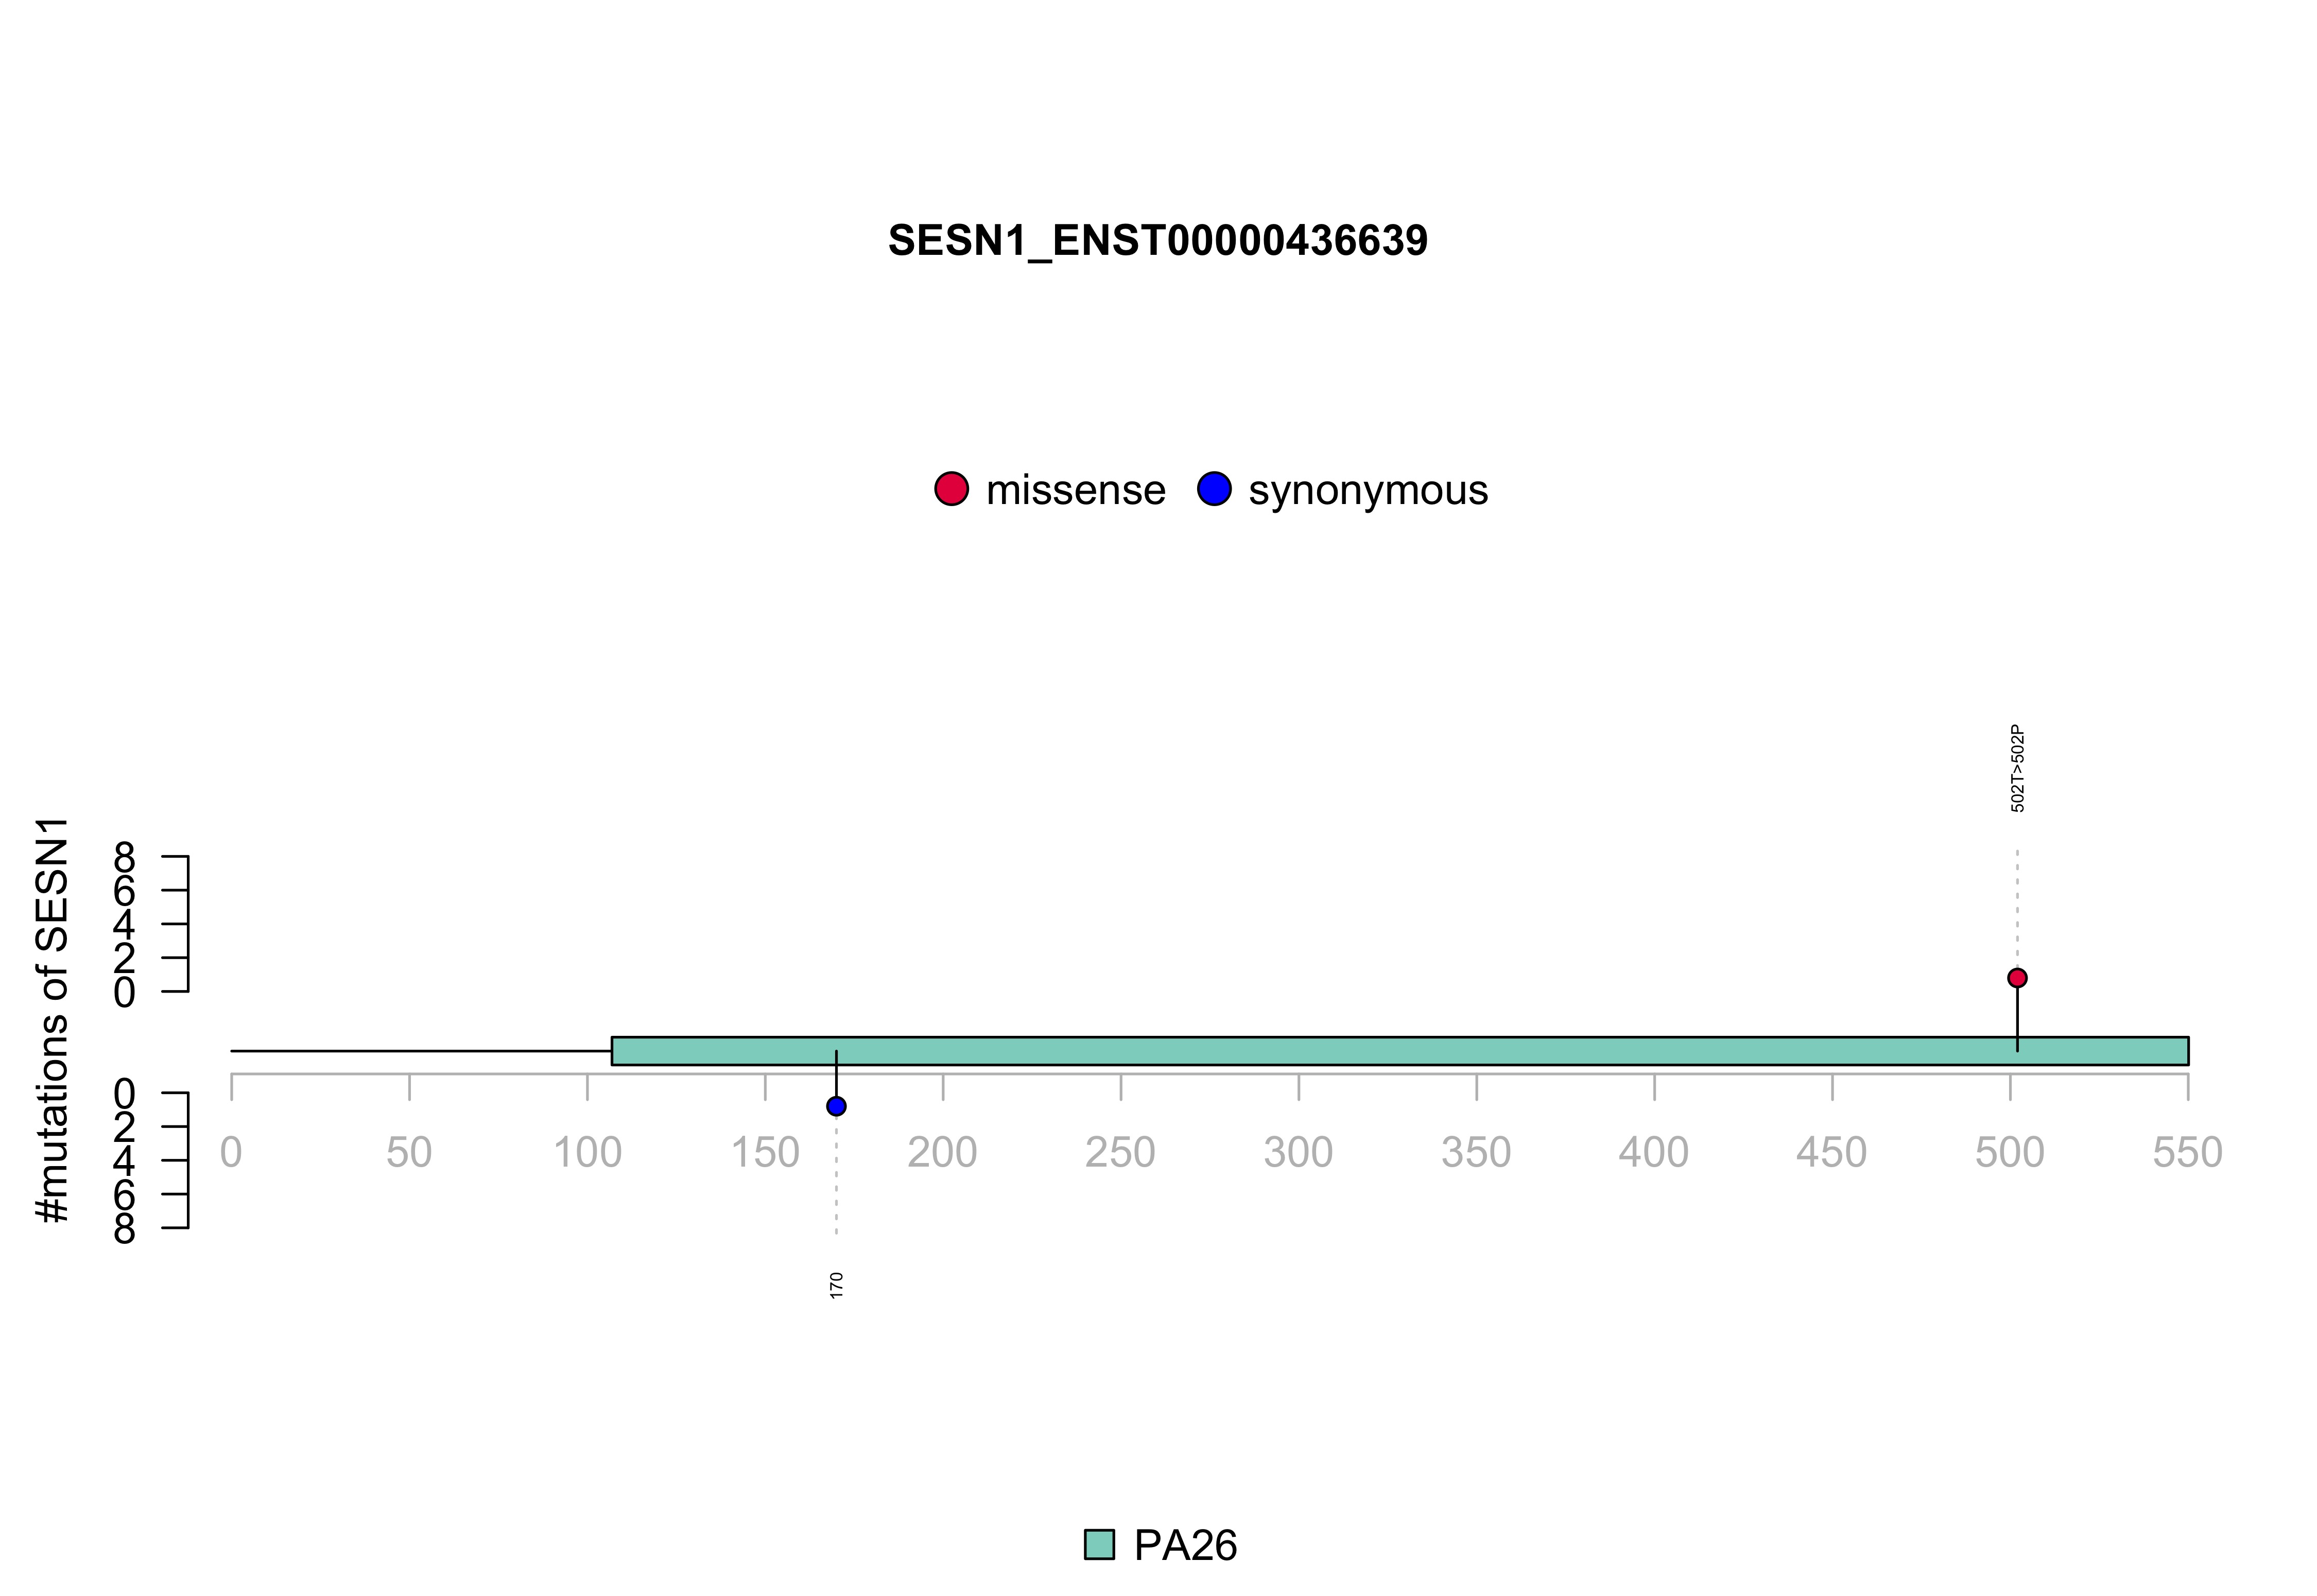 SESN1_ENST00000436639
missense synonymous
502T>502P
#mutations of SESN1
8
6
4
2
0
0
2
4
6
8
0 50 100 150 200 250 300 350 400 450 500 550
170
PA26